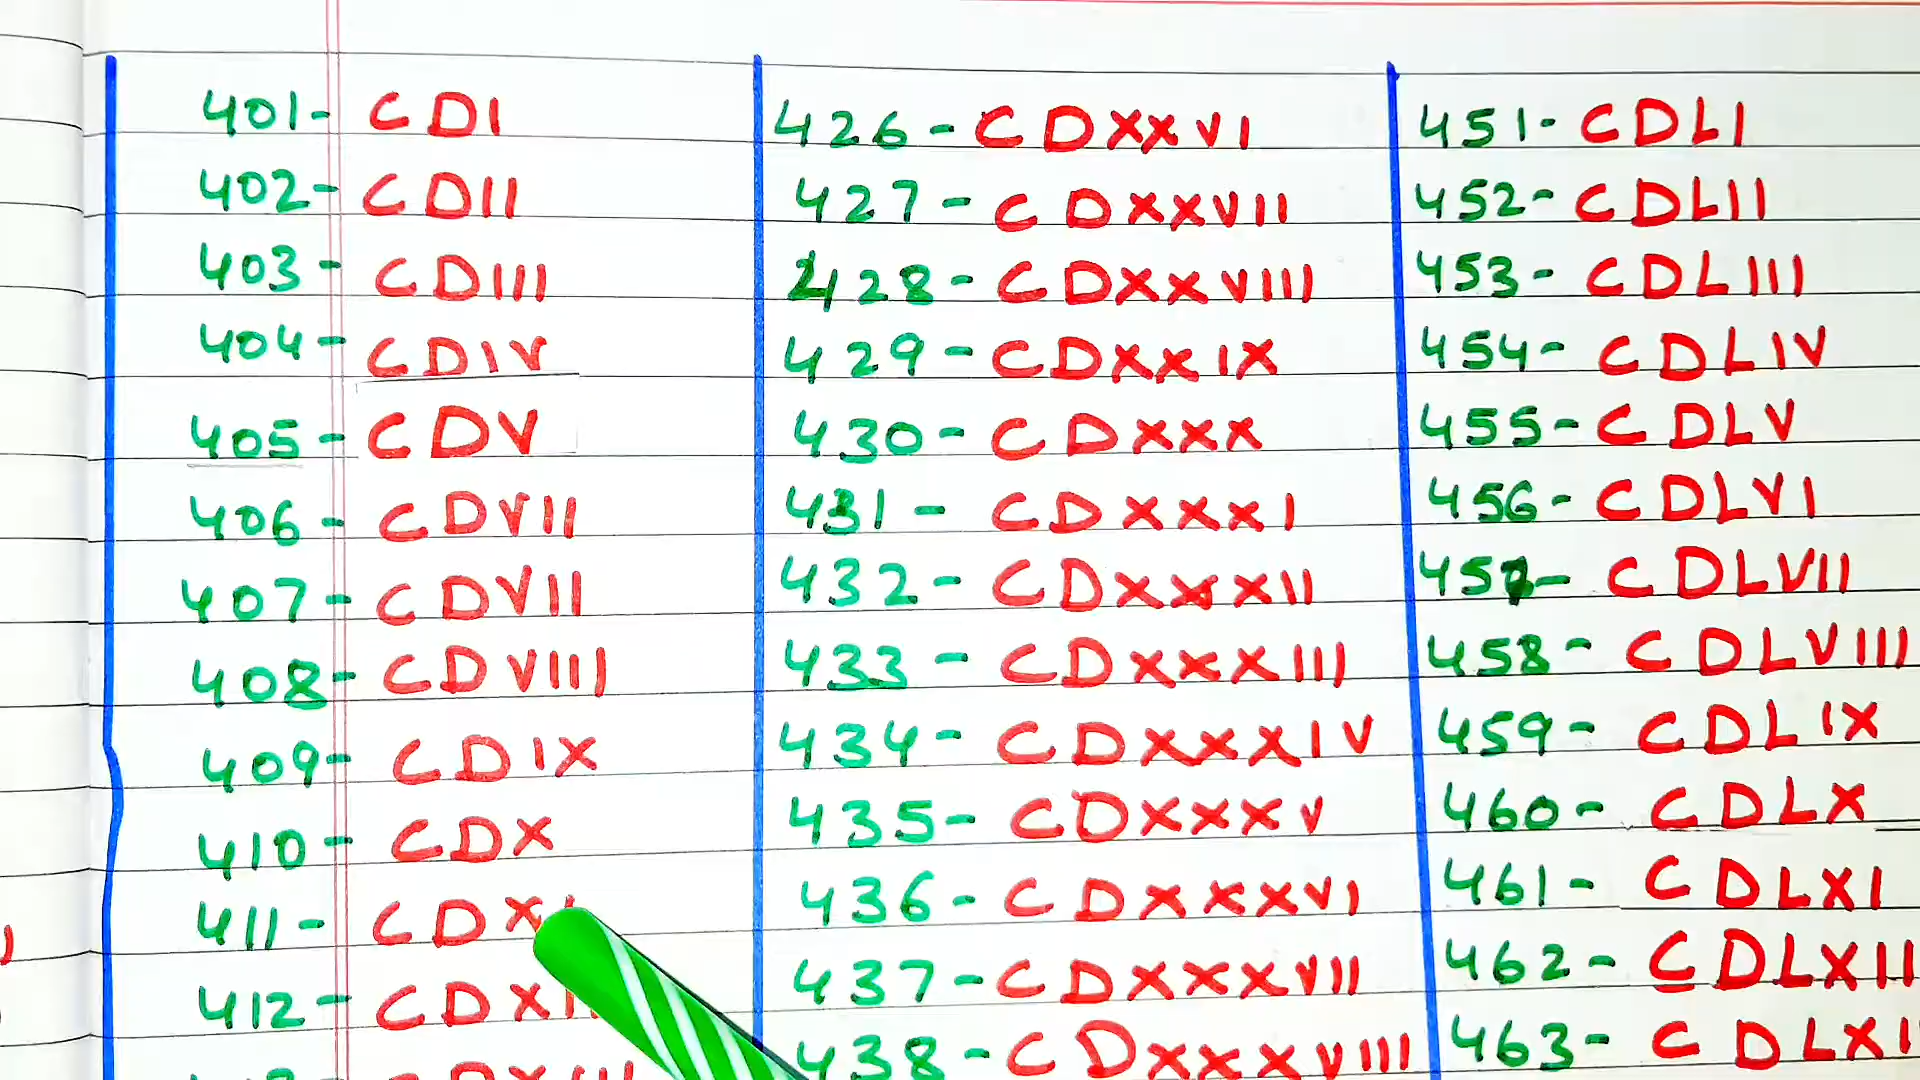 401- CDI
402- CDII
403- CDIII
404- CDIV
405- CDV
406- CDVII
407- CDVII
408- CDVIII
409- CDIX
410- CDX
411-
412-
426- CDXXVI
427- CDXXVII
428- CDXXVIII
429- CDXXIX
430- CDXXX
431- CDXXXI
432- CDXXXII
433- CDXXXIII
434- CDXXXIV
435- CDXXXV
436- CDXXXVI
437- CDXXXVII
438- CDXXXVIII
451- CDLI
452- CDLII
453- CDLIII
454- CDLIV
455- CDLV
456- CDLVI
457- CDLVII
458- CDLVIII
459- CDLIX
460- CDLX
461- CDLXI
462- CDLXII
463-